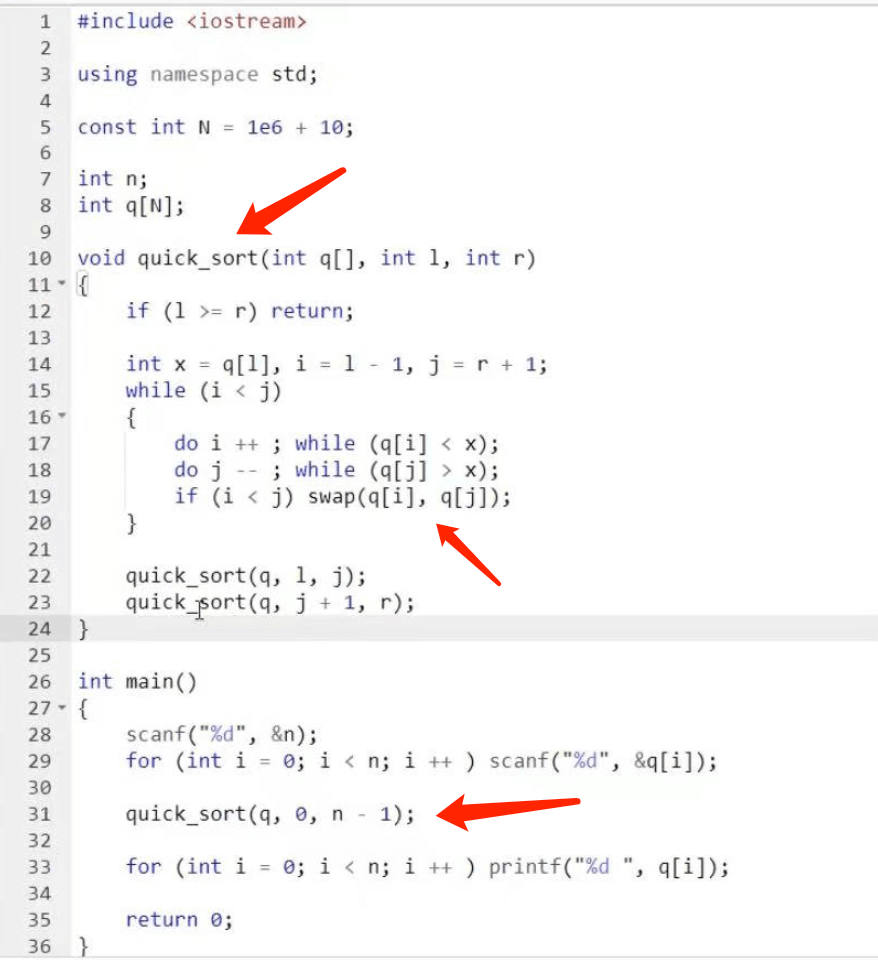 1 #include <iostream>
2
3 using namespace std;
4
5 const int N = 1e6 + 10;
6
7 int n;
8 int q[N];
9
10 void quick_sort(int q[], int l, int r)
11 {
12 if (l >= r) return;
13
14 int x = q[l], i = l - 1, j = r + 1;
15 while (i < j)
16 {
17 do i ++ ; while (q[i] < x);
18 do j -- ; while (q[j] > x);
19 if (i < j) swap(q[i], q[j]);
20 }
21
22 quick_sort(q, l, j);
23 quick_sort(q, j + 1, r);
24 }
25
26 int main()
27 {
28 scanf("%d", &n);
29 for (int i = 0; i < n; i ++ ) scanf("%d", &q[i]);
30
31 quick_sort(q, 0, n - 1);
32
33 for (int i = 0; i < n; i ++ ) printf("%d ", q[i]);
34
35 return 0;
36 }